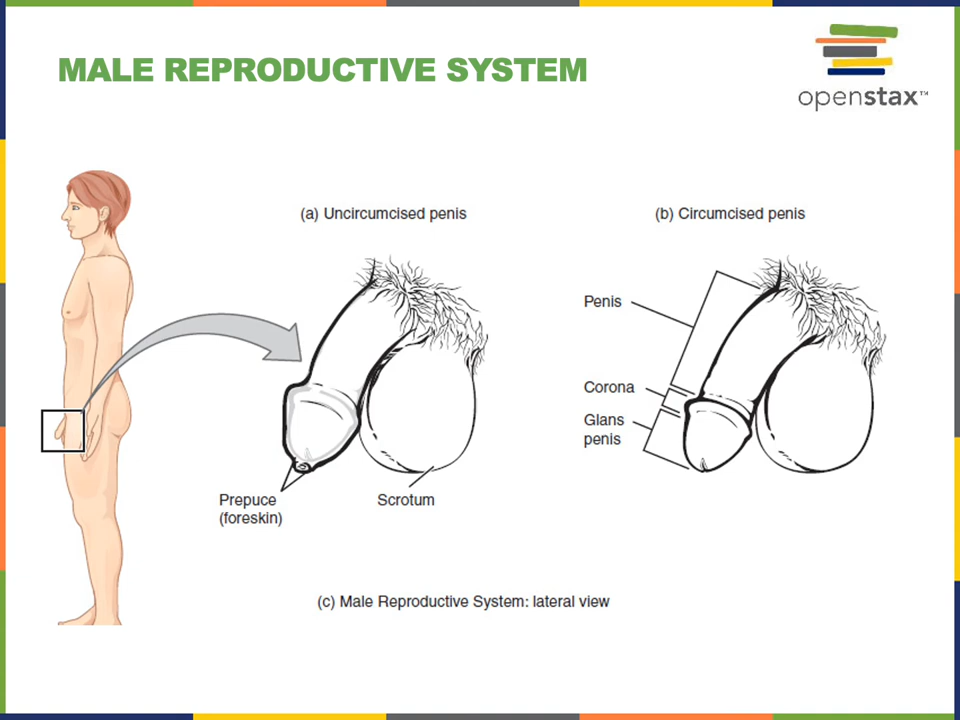 MALE REPRODUCTIVE SYSTEM
openstax™
(a) Uncircumcised penis
(b) Circumcised penis
Penis
Corona
Glans
penis
Prepuce
(foreskin)
Scrotum
(c) Male Reproductive System: lateral view